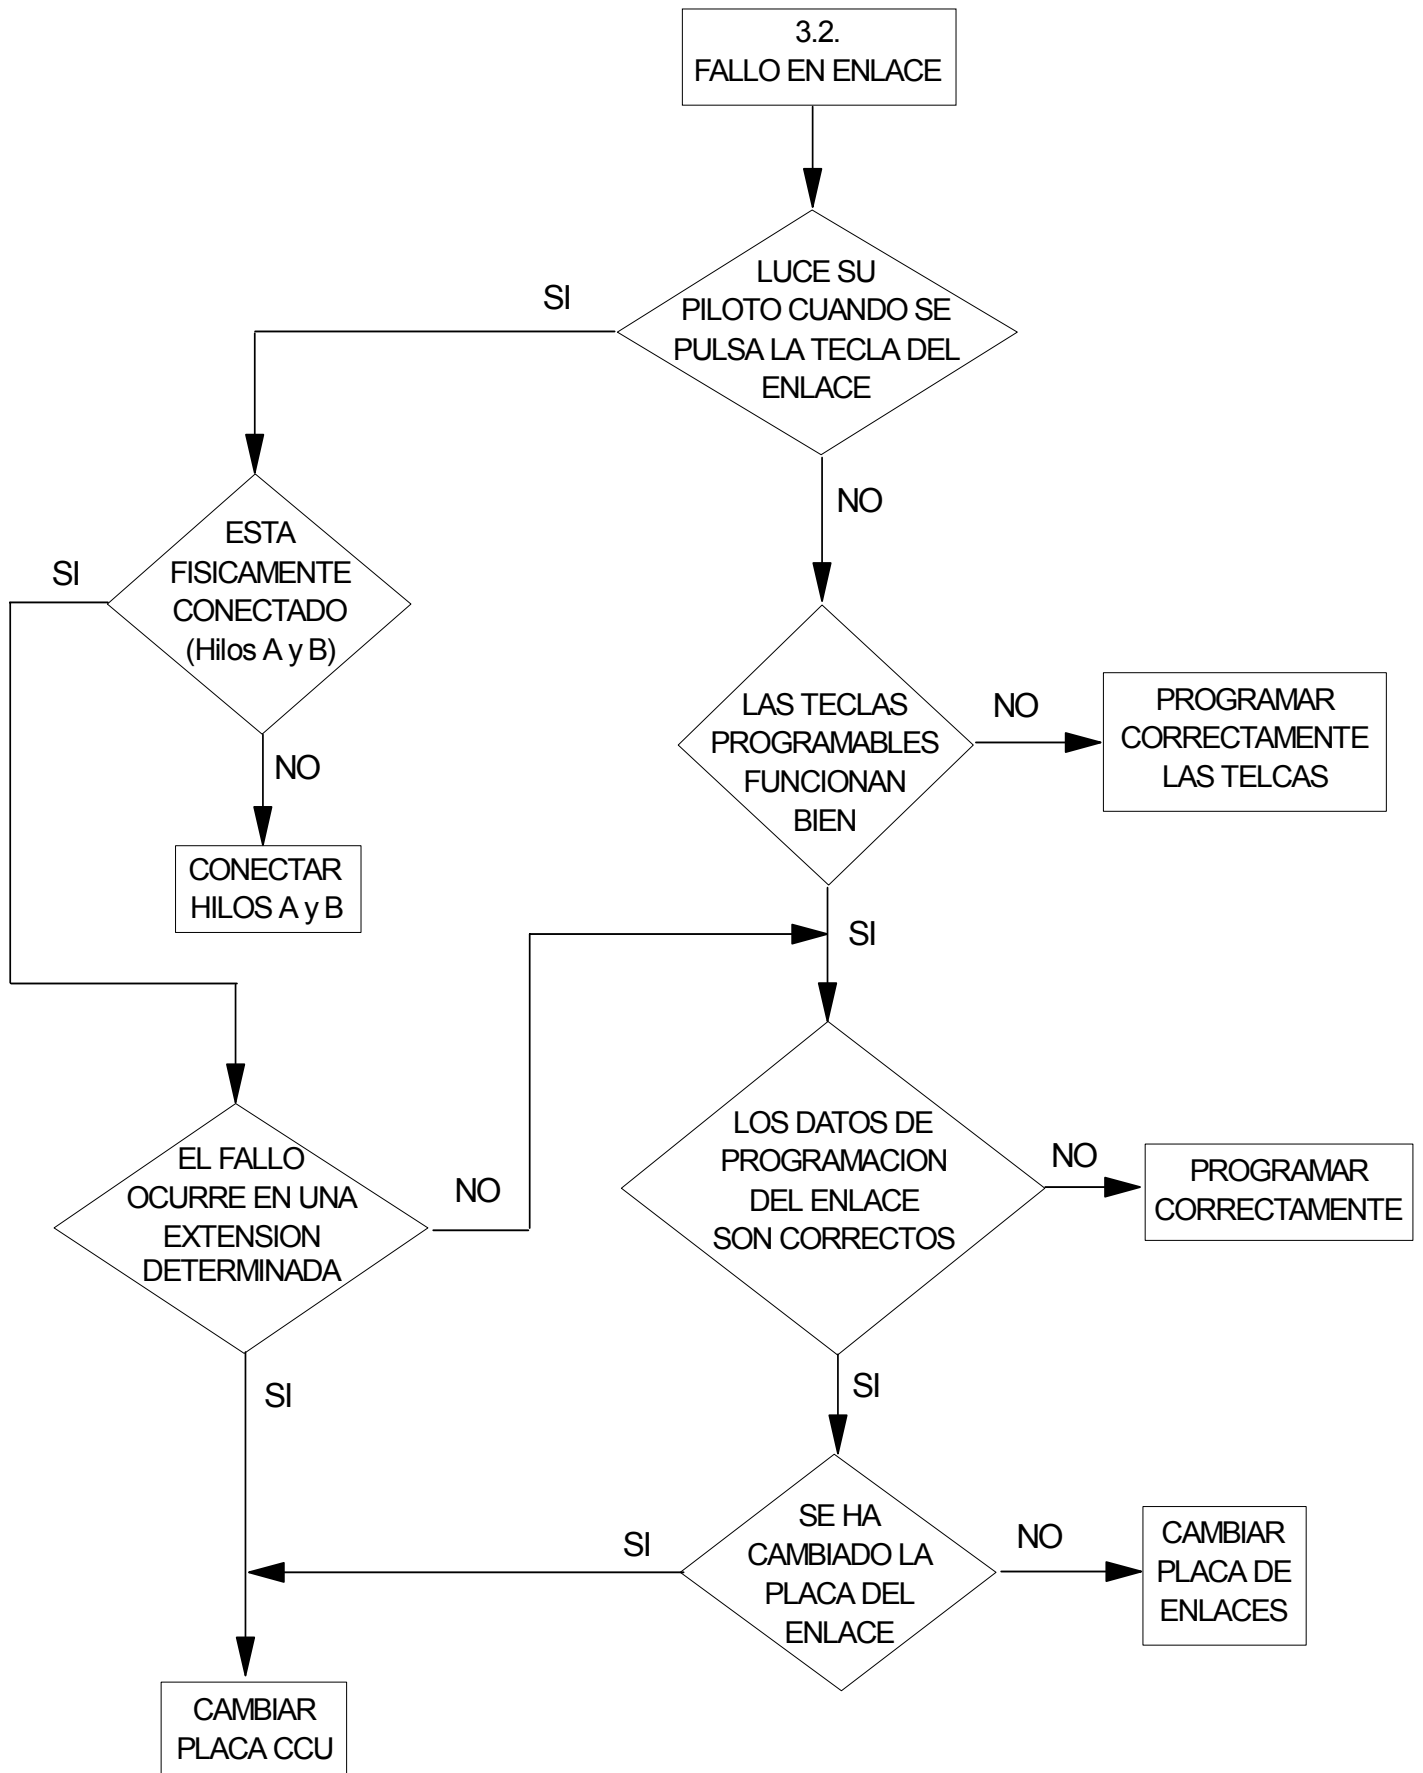 3.2.
FALLO EN ENLACE
LUCE SU
PILOTO CUANDO SE
PULSA LA TECLA DEL
ENLACE
SI
NO
ESTA
FISICAMENTE
CONECTADO
(Hilos A y B)
SI
NO
CONECTAR
HILOS A y B
LAS TECLAS
PROGRAMABLES
FUNCIONAN
BIEN
NO
PROGRAMAR
CORRECTAMENTE
LAS TELCAS
SI
EL FALLO
OCURRE EN UNA
EXTENSION
DETERMINADA
NO
SI
LOS DATOS DE
PROGRAMACION
DEL ENLACE
SON CORRECTOS
NO
PROGRAMAR
CORRECTAMENTE
SI
SE HA
CAMBIADO LA
PLACA DEL
ENLACE
SI
NO
CAMBIAR
PLACA DE
ENLACES
CAMBIAR
PLACA CCU